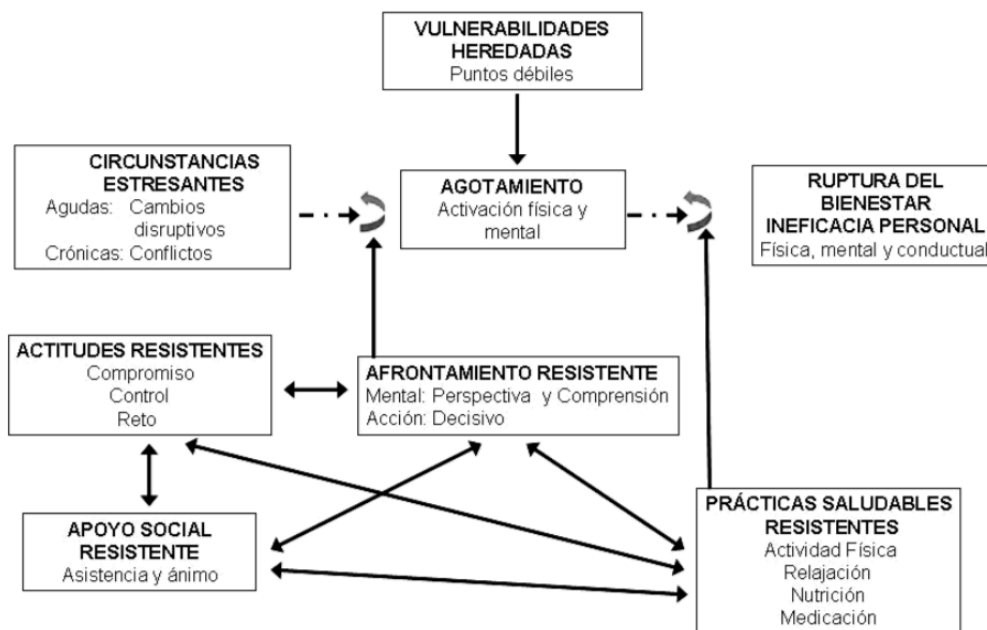 VULNERABILIDADES
HEREDADAS
Puntos débiles
CIRCUNSTANCIAS
ESTRESANTES
Agudas: Cambios
disruptivos
Crónicas: Conflictos
AGOTAMIENTO
Activación física y
mental
RUPTURA DEL
BIENESTAR
INEFICACIA PERSONAL
Física, mental y conductual
ACTITUDES RESISTENTES
Compromiso
Control
Reto
AFRONTAMIENTO RESISTENTE
Mental: Perspectiva y Comprensión
Acción: Decisivo
APOYO SOCIAL
RESISTENTE
Asistencia y ánimo
PRÁCTICAS SALUDABLES
RESISTENTES
Actividad Física
Relajación
Nutrición
Medicación